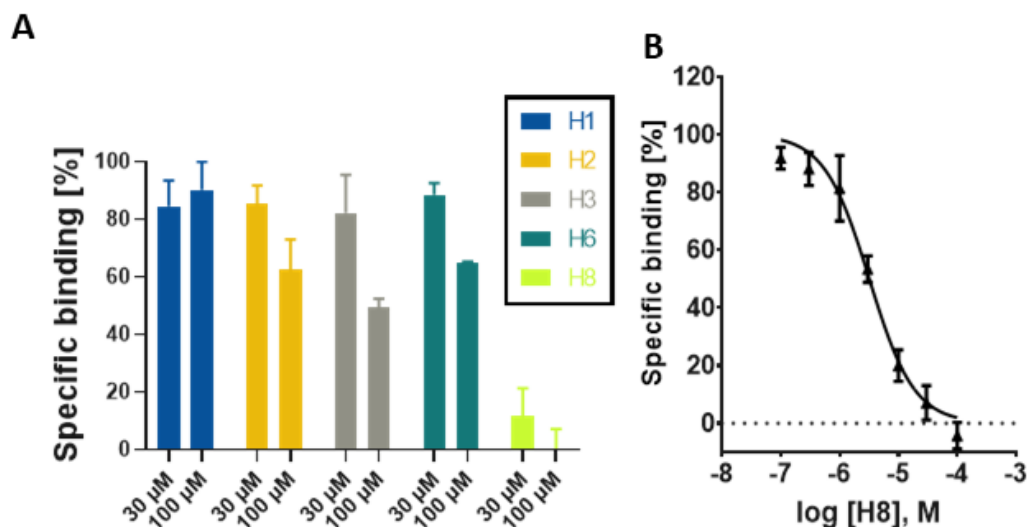 A
Specific binding [%]
100
80
60
40
20
0
30 µM
100 µM
30 µM
100 µM
30 µM
100 µM
30 µM
100 µM
30 µM
100 µM
H1
H2
H3
H6
H8
B
Specific binding [%]
120
100
80
60
40
20
0
-8
-7
-6
-5
-4
-3
log [H8], M